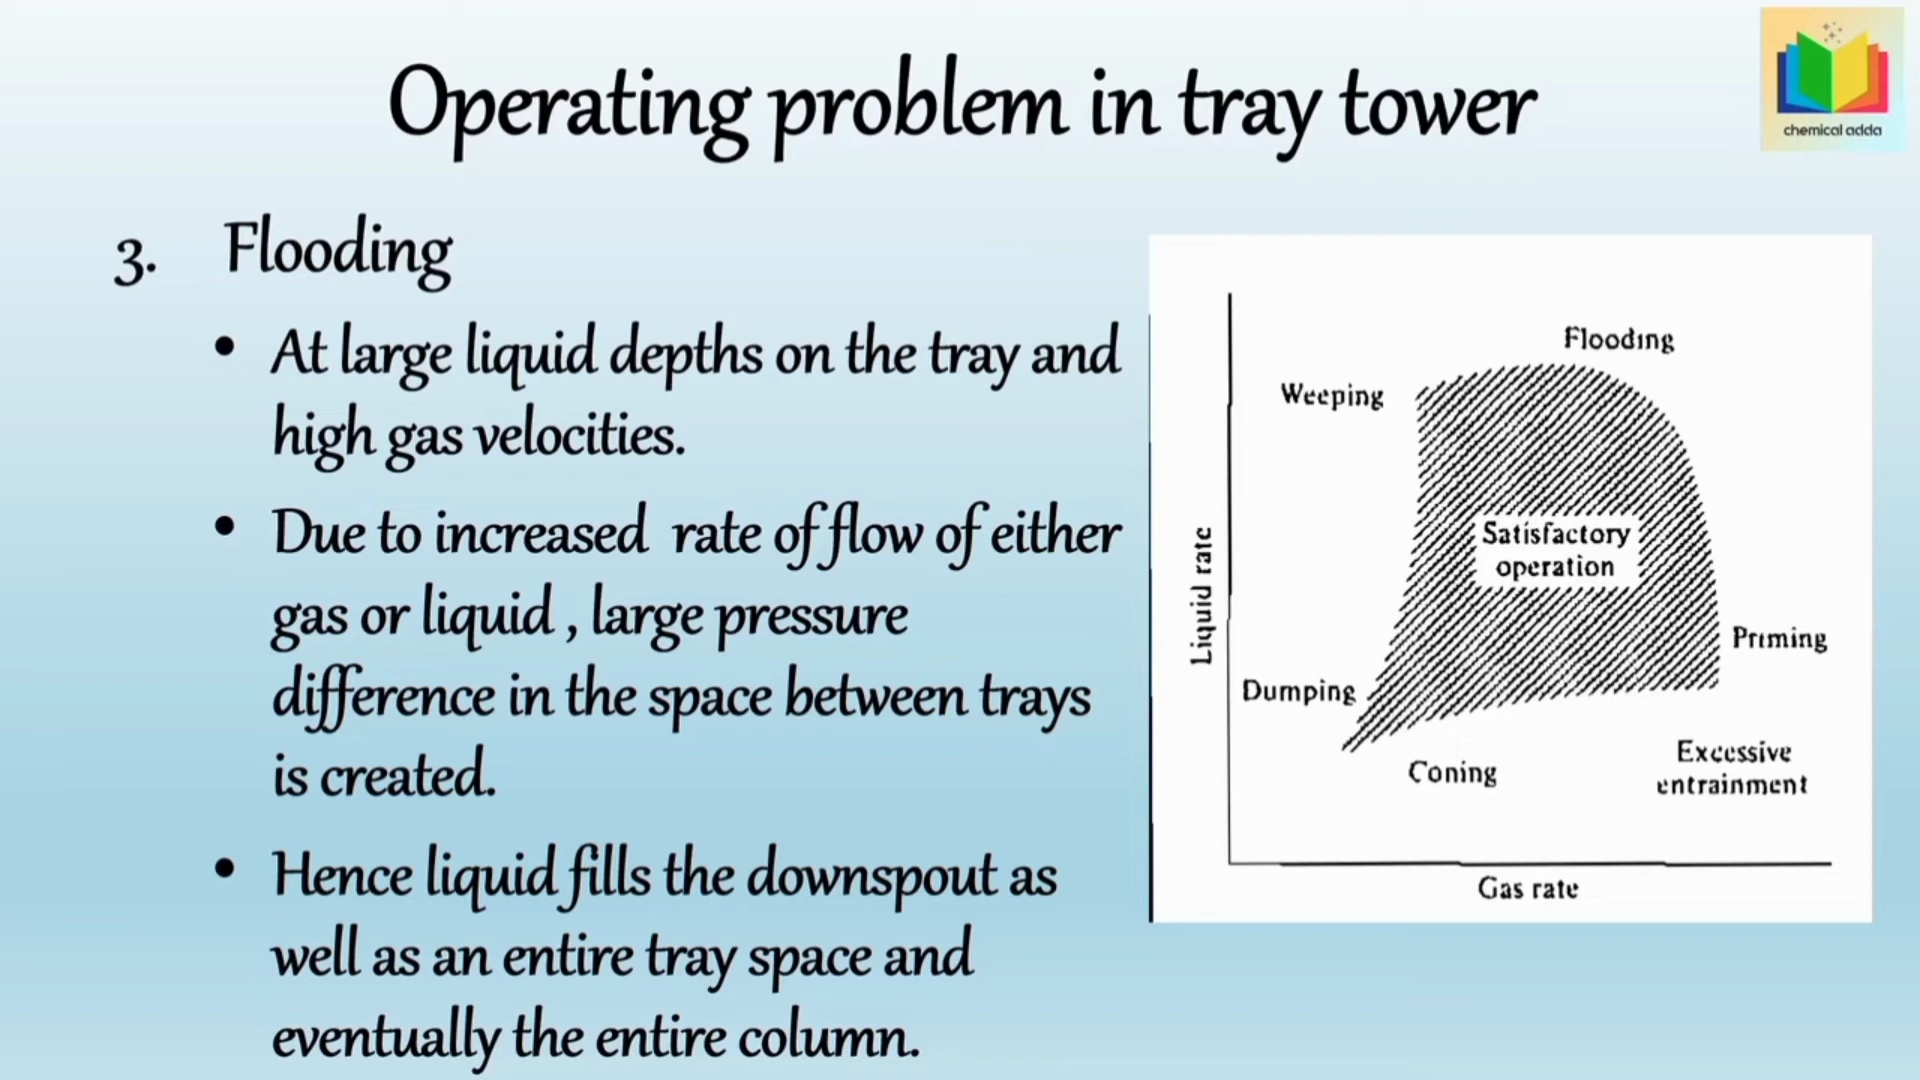 Operating problem in tray tower
chemical adda
3. Flooding
• At large liquid depths on the tray and
high gas velocities.
• Due to increased rate of flow of either
gas or liquid , large pressure
difference in the space between trays
is created.
• Hence liquid fills the downspout as
well as an entire tray space and
eventually the entire column.
Flooding
Weeping
Satisfactory
operation
Liquid rate
Priming
Dumping
Coning
Excessive
entrainment
Gas rate